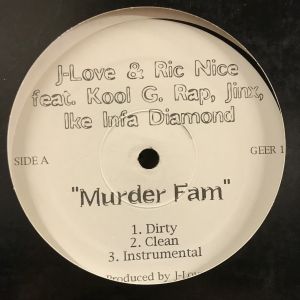 J-Love & Ric Nice
feat. Kool G. Rap, Jinx,
Ike Infa Diamond
SIDE A
GEER 1
"Murder Fam"
1. Dirty
2. Clean
3. Instrumental
Produced by J-Lov